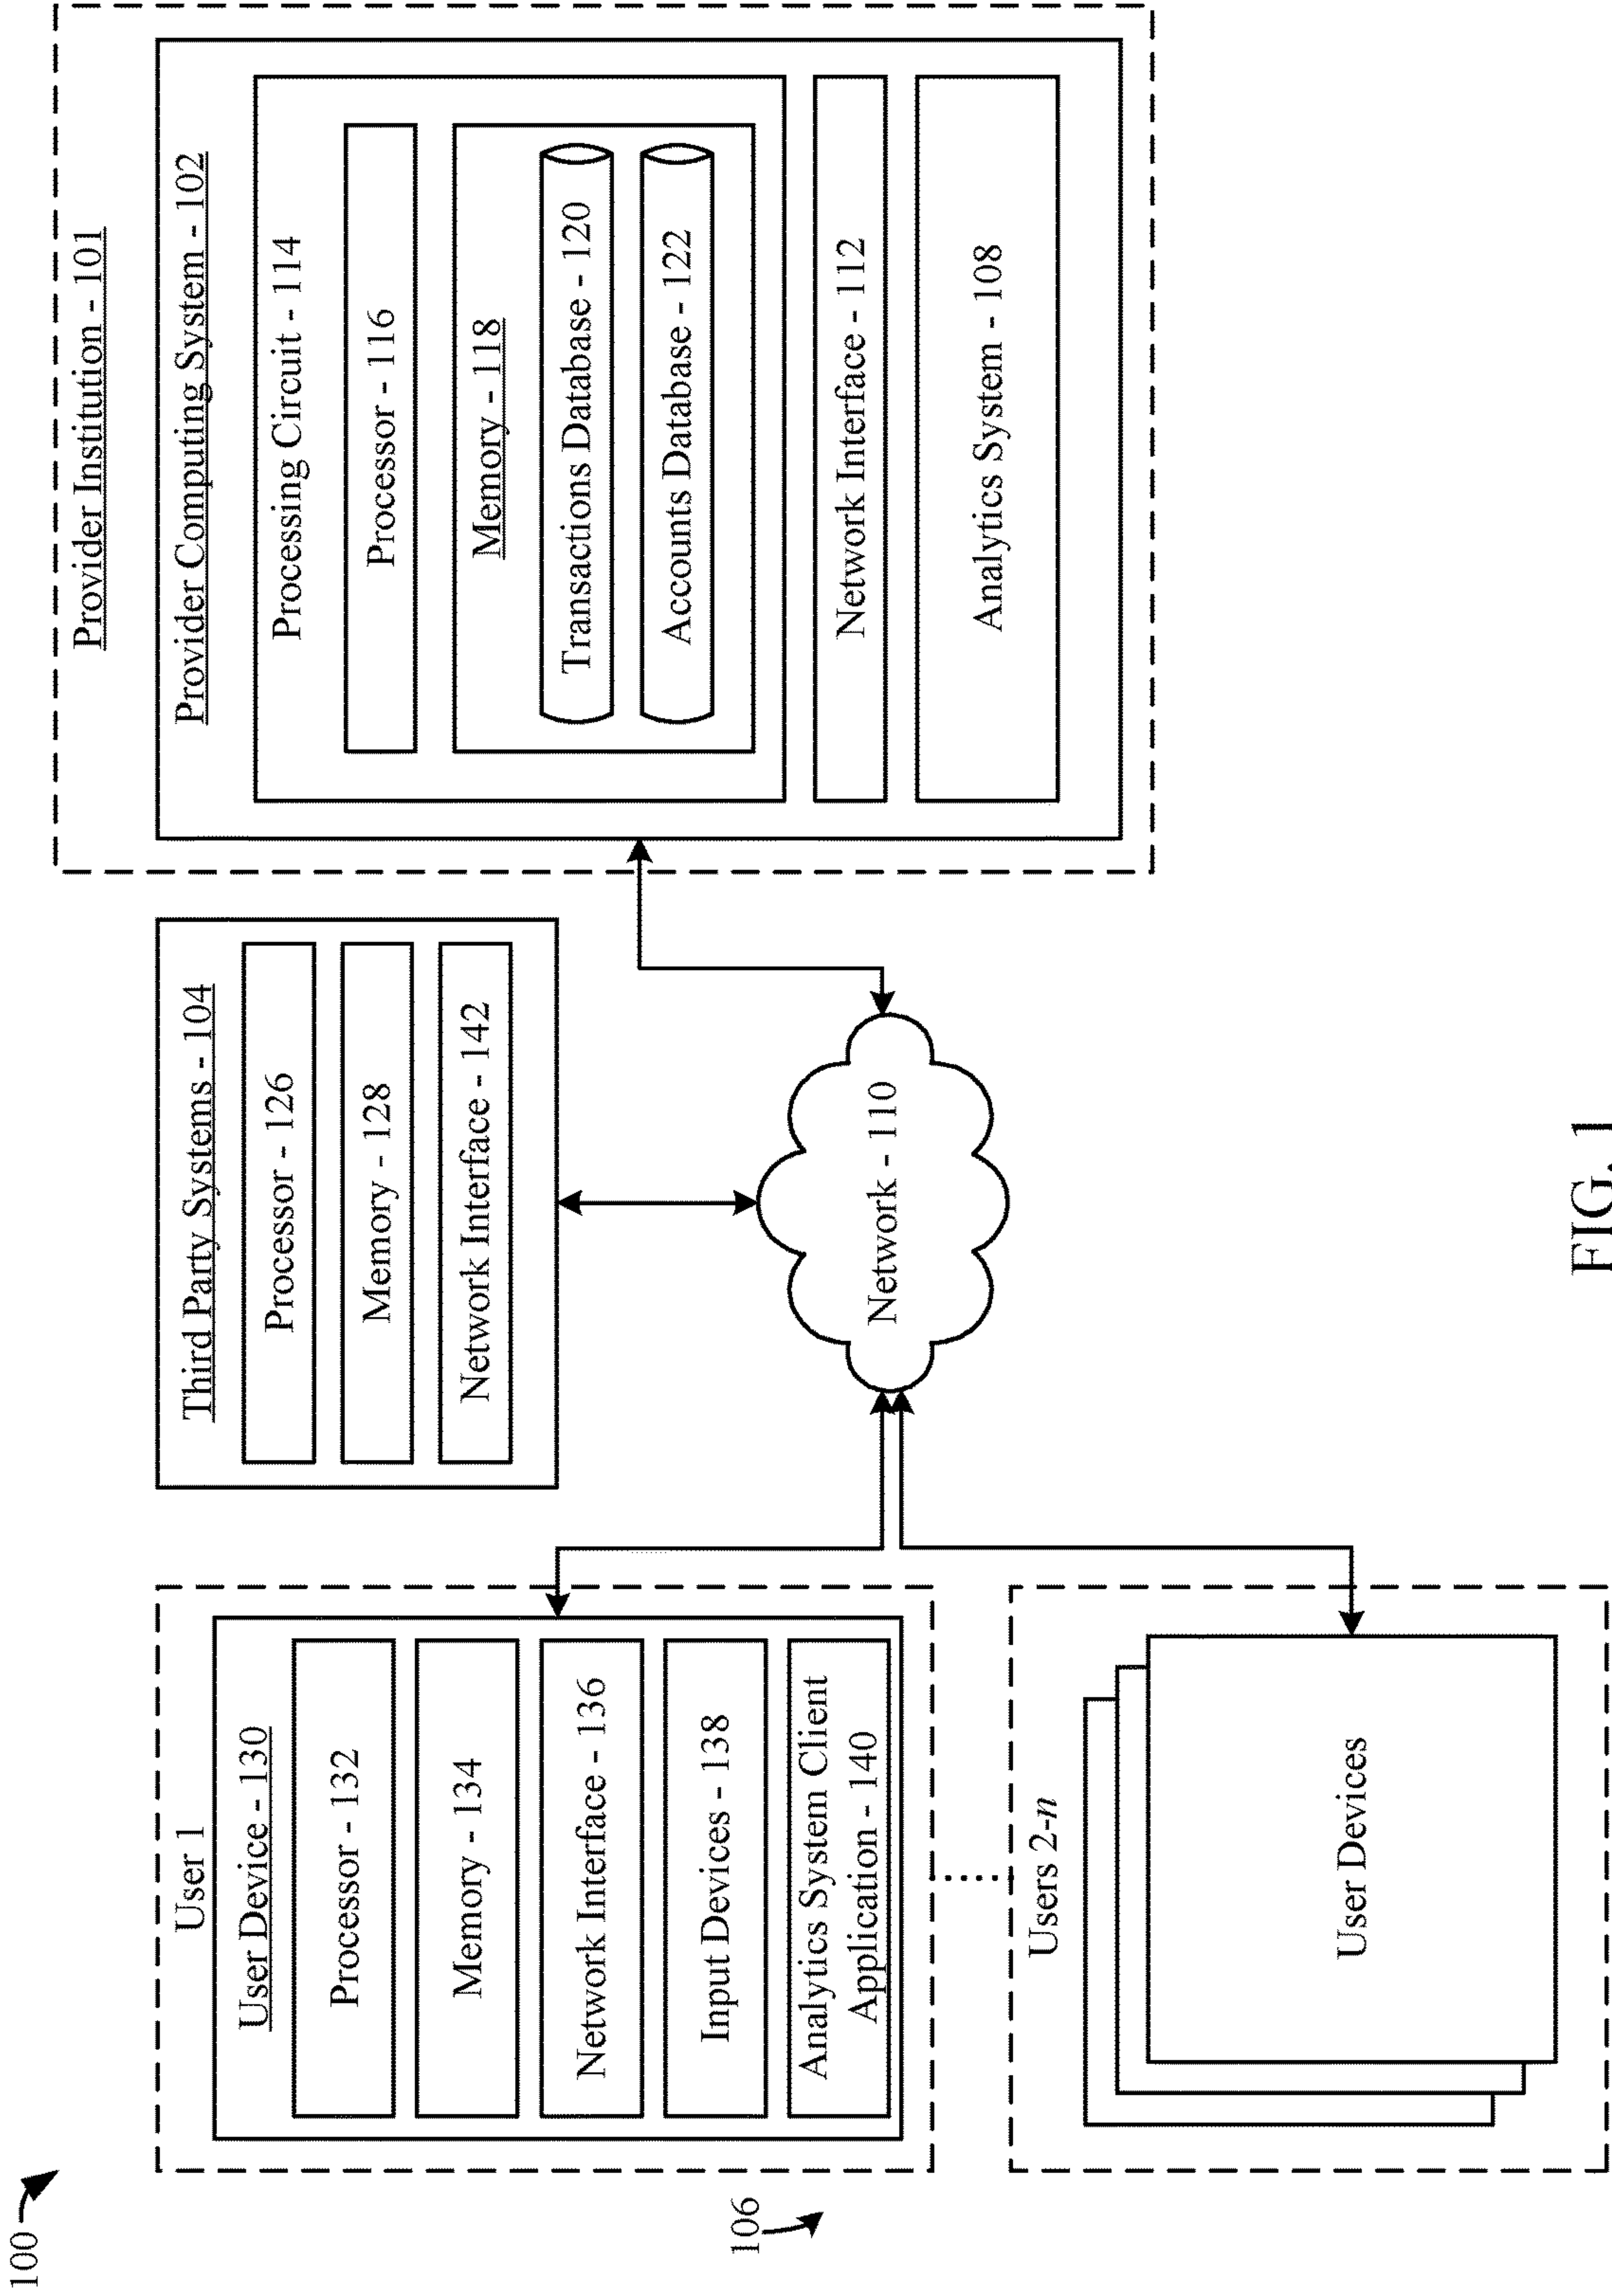 100
User 1
User Device - 130
Processor - 132
Memory - 134
Network Interface - 136
Input Devices - 138
Analytics System Client
Application - 140
106
Users 2-n
User Devices
Third Party Systems - 104
Processor - 126
Memory - 128
Network Interface - 142
Network - 110
Provider Institution - 101
Provider Computing System - 102
Processing Circuit - 114
Processor - 116
Memory - 118
Transactions Database - 120
Accounts Database - 122
Network Interface - 112
Analytics System - 108
FIG. 1